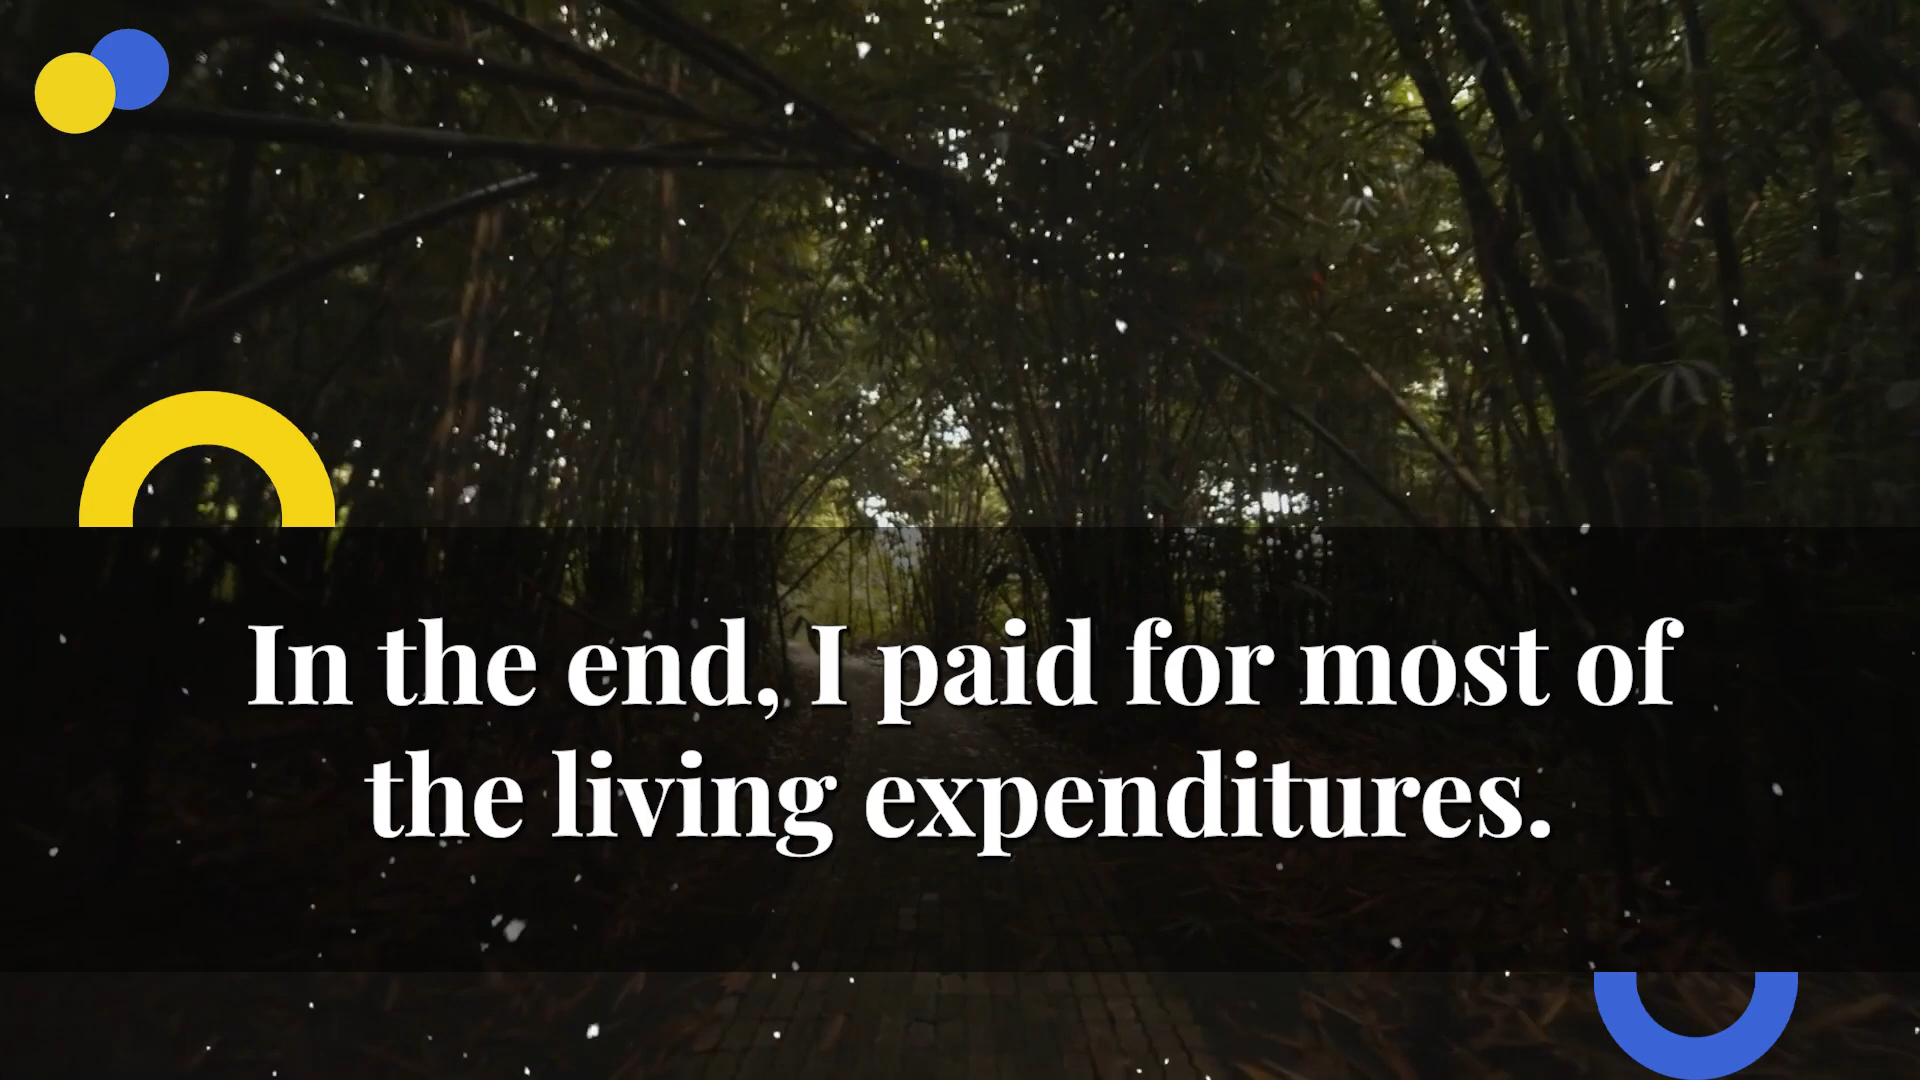 In the end, I paid for most of
the living expenditures.